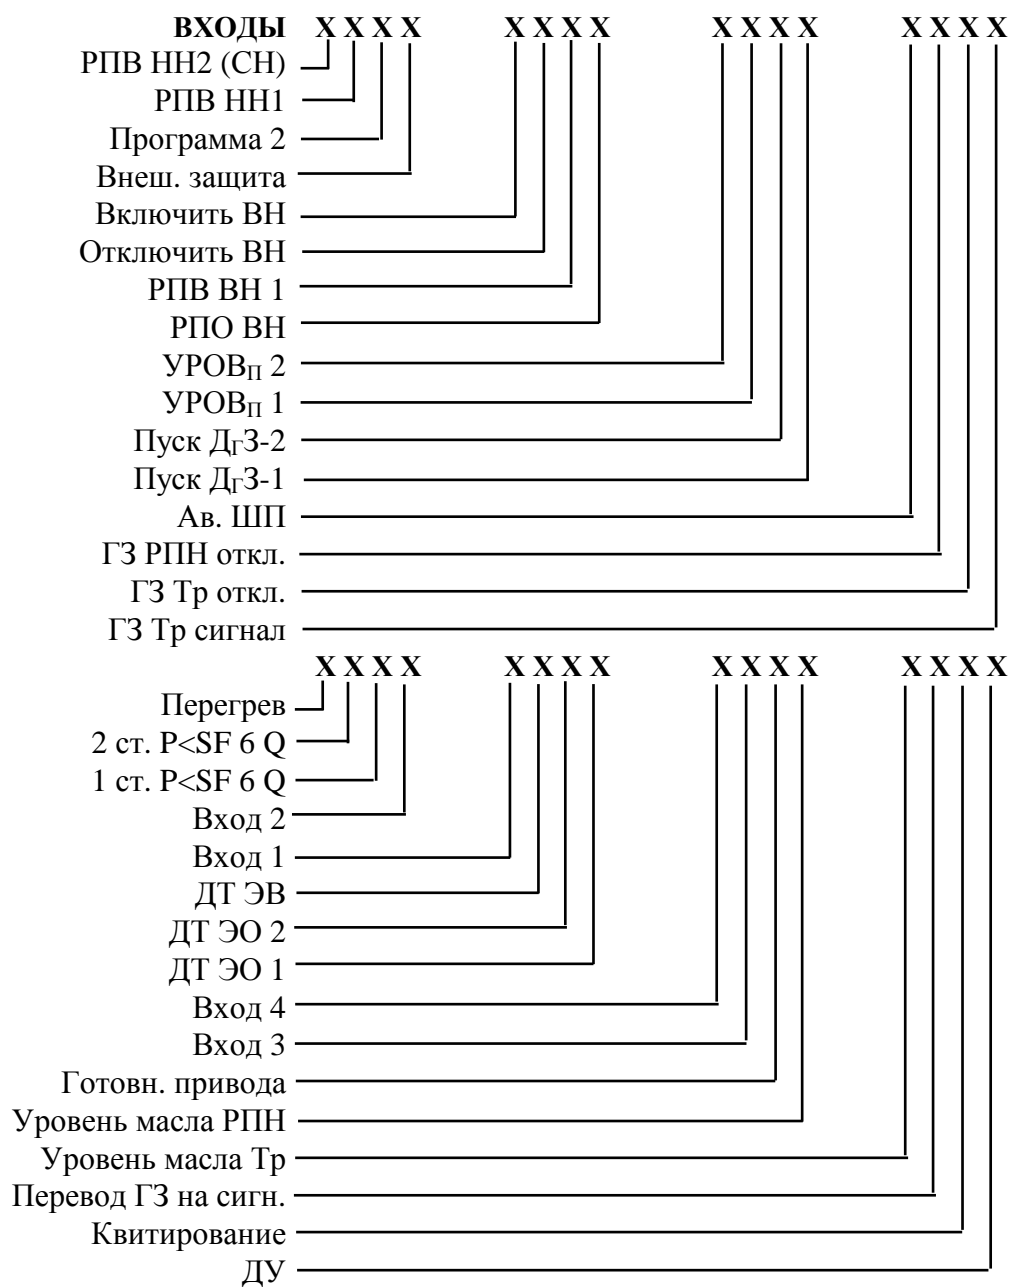 ВХОДЫ X X X X X X X X X X X X X X X X
РПВ НН2 (СН)
РПВ НН1
Программа 2
Внеш. защита
Включить ВН
Отключить ВН
РПВ ВН 1
РПО ВН
УРОВП 2
УРОВП 1
Пуск ДГЗ-2
Пуск ДГЗ-1
Ав. ШП
ГЗ РПН откл.
ГЗ Тр откл.
ГЗ Тр сигнал
X X X X X X X X X X X X X X X X
Перегрев
2 ст. P<SF 6 Q
1 ст. P<SF 6 Q
Вход 2
Вход 1
ДТ ЭВ
ДТ ЭО 2
ДТ ЭО 1
Вход 4
Вход 3
Готовн. привода
Уровень масла РПН
Уровень масла Тр
Перевод ГЗ на сигн.
Квитирование
ДУ